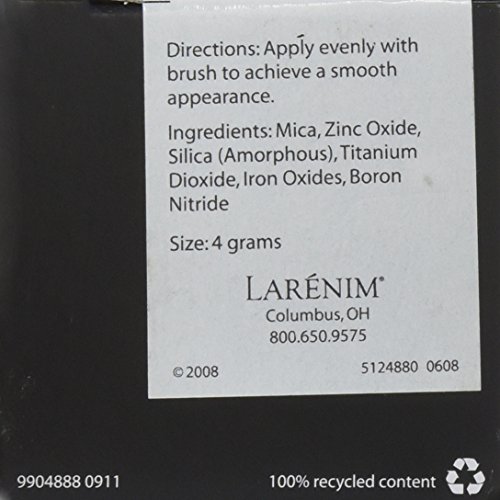 Directions: Apply evenly with
brush to achieve a smooth
appearance.
Ingredients: Mica, Zinc Oxide,
Silica (Amorphous), Titanium
Dioxide, Iron Oxides, Boron
Nitride
Size: 4 grams
LARÉNIM®
Columbus, OH
800.650.9575
© 2008 5124880 0608
9904888 0911 100% recycled content